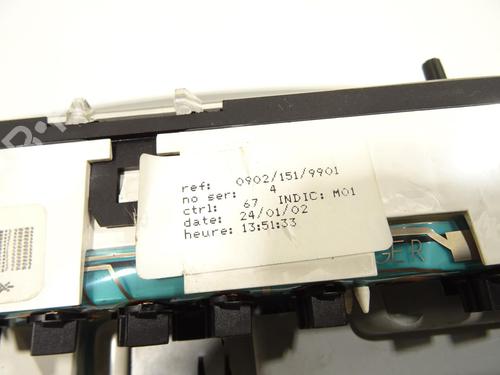 ref: 0902/151/9901
no ser: 4
ctrl: 67 INDIC: M01
date: 24/01/02
heure: 13:51:33
GER